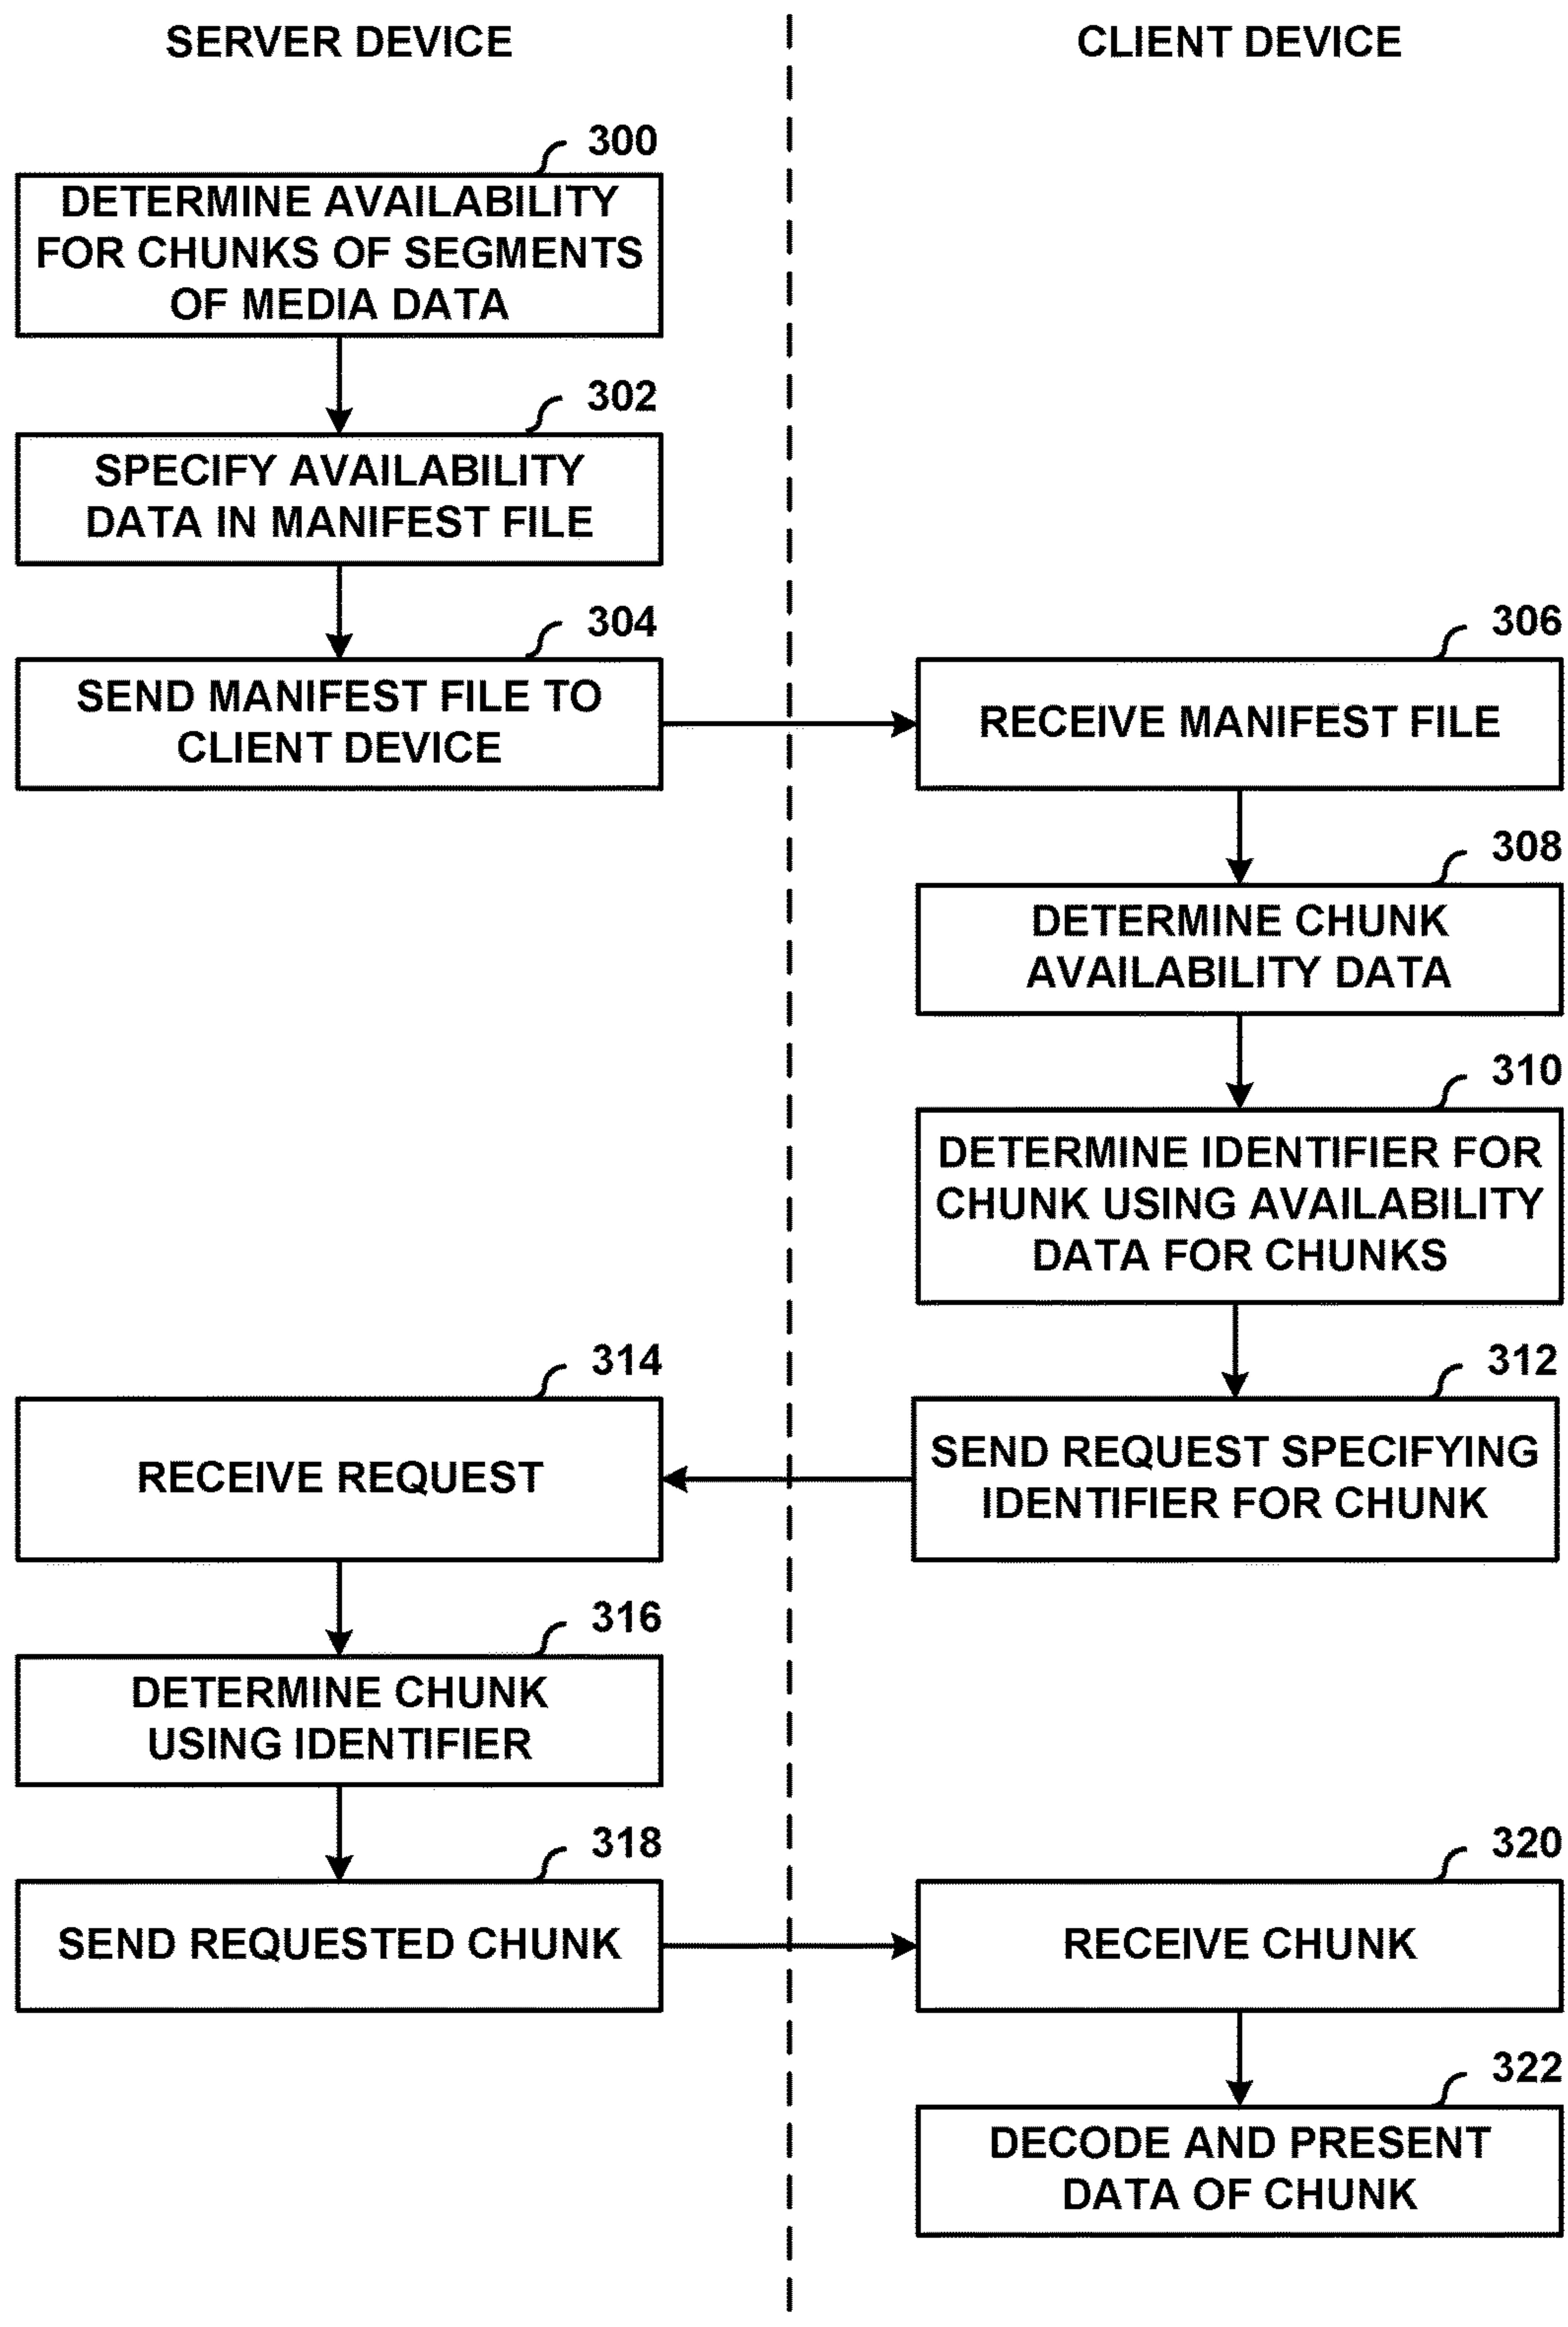 SERVER DEVICE
CLIENT DEVICE
300
DETERMINE AVAILABILITY
FOR CHUNKS OF SEGMENTS
OF MEDIA DATA
302
SPECIFY AVAILABILITY
DATA IN MANIFEST FILE
304
SEND MANIFEST FILE TO
CLIENT DEVICE
306
RECEIVE MANIFEST FILE
308
DETERMINE CHUNK
AVAILABILITY DATA
310
DETERMINE IDENTIFIER FOR
CHUNK USING AVAILABILITY
DATA FOR CHUNKS
312
SEND REQUEST SPECIFYING
IDENTIFIER FOR CHUNK
314
RECEIVE REQUEST
316
DETERMINE CHUNK
USING IDENTIFIER
318
SEND REQUESTED CHUNK
320
RECEIVE CHUNK
322
DECODE AND PRESENT
DATA OF CHUNK